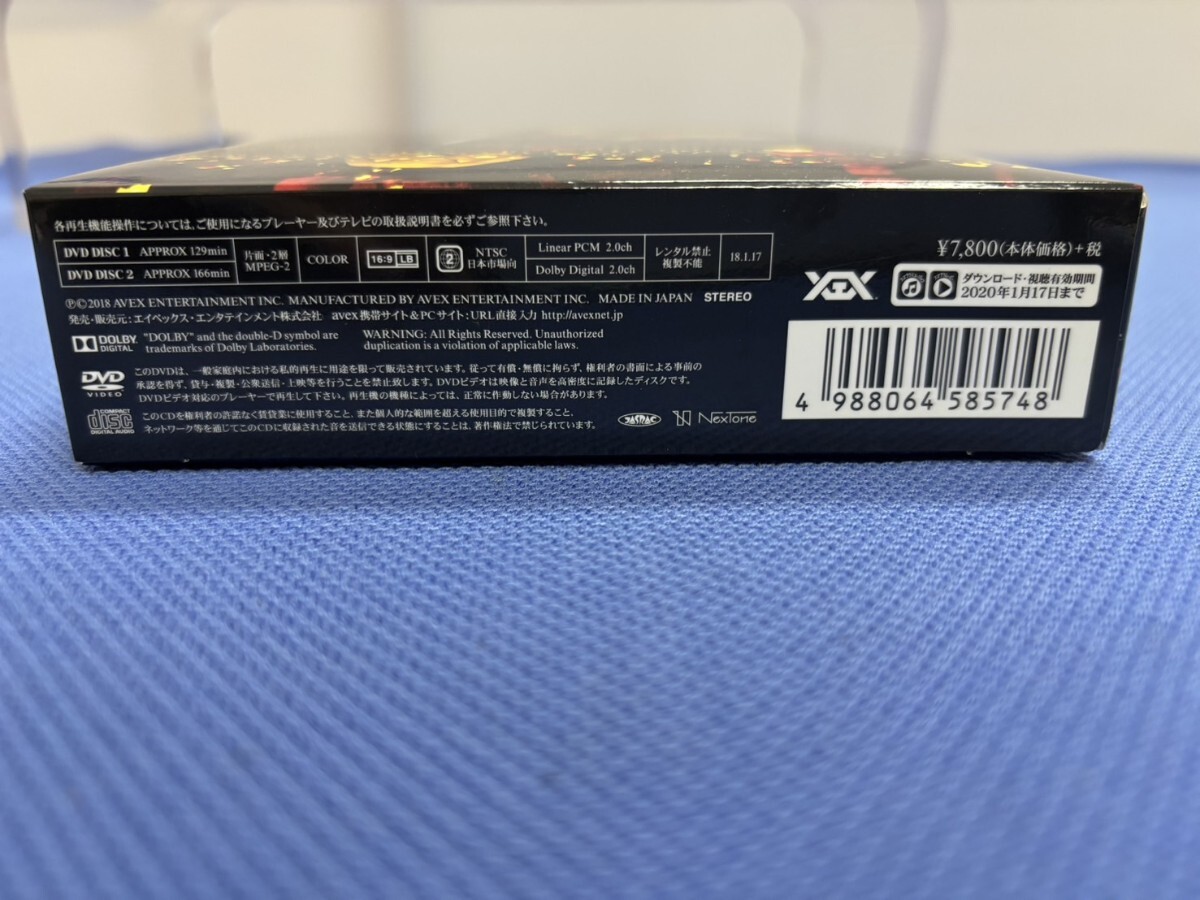 各再生機能操作については、ご使用になるプレーヤー及びテレビの取扱説明書を必ずご参照下さい。
DVD DISC 1 APPROX 129min
DVD DISC 2 APPROX 166min
片面・2層
MPEG-2
COLOR
16:9 LB
2
NTSC
日本市場向
Linear PCM 2.0ch
Dolby Digital 2.0ch
レンタル禁止
複製不能
18.1.17
Ⓟ©2018 AVEX ENTERTAINMENT INC. MANUFACTURED BY AVEX ENTERTAINMENT INC. MADE IN JAPAN STEREO
発売・販売元:エイベックス・エンタテインメント株式会社 avex携帯サイト&PCサイト:URL直接入力 http://avexnet.jp
DOLBY
DIGITAL
"DOLBY" and the double-D symbol are
trademarks of Dolby Laboratories.
WARNING: All Rights Reserved. Unauthorized
duplication is a violation of applicable laws.
DVD
VIDEO
このDVDは、一般家庭内における私的再生に用途を限って販売されています。従って有償・無償に拘らず、権利者の書面による事前の
承認を得ず、貸与・複製・公衆送信・上映等を行うことを禁止致します。DVDビデオは映像と音声を高密度に記録したディスクです。
DVDビデオ対応のプレーヤーで再生して下さい。再生機の機種によっては、正常に作動しない場合があります。
COMPACT
disc
DIGITAL AUDIO
このCDを権利者の許諾なく賃貸業に使用すること、また個人的な範囲を超える使用目的で複製すること、
ネットワーク等を通じてこのCDに収録された音を送信できる状態にすることは、著作権法で禁じられています。
JASRAC
NexTone
¥7,800(本体価格)+税
ダウンロード・視聴有効期間
2020年1月17日まで
4 988064 585748